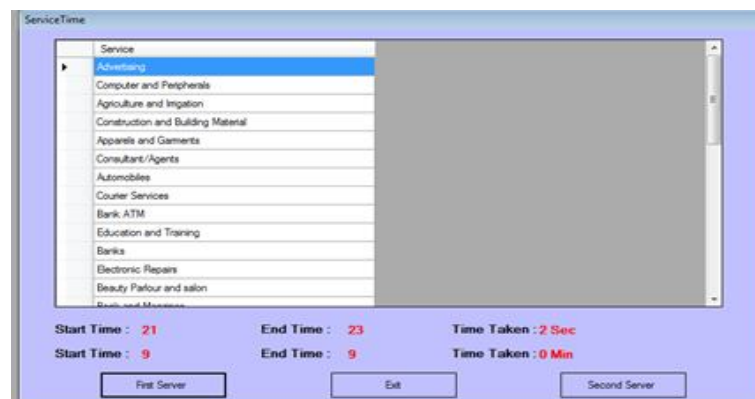 ServiceTime
Service
Advertising
Computer and Peripherals
Agriculture and Irrigation
Construction and Building Material
Apparels and Garments
Consultant/Agents
Automobiles
Courier Services
Bank ATM
Education and Training
Banks
Electronic Repairs
Beauty Parlour and salon
Start Time : 21 End Time : 23 Time Taken : 2 Sec
Start Time : 9 End Time : 9 Time Taken : 0 Min
First Server Exit Second Server